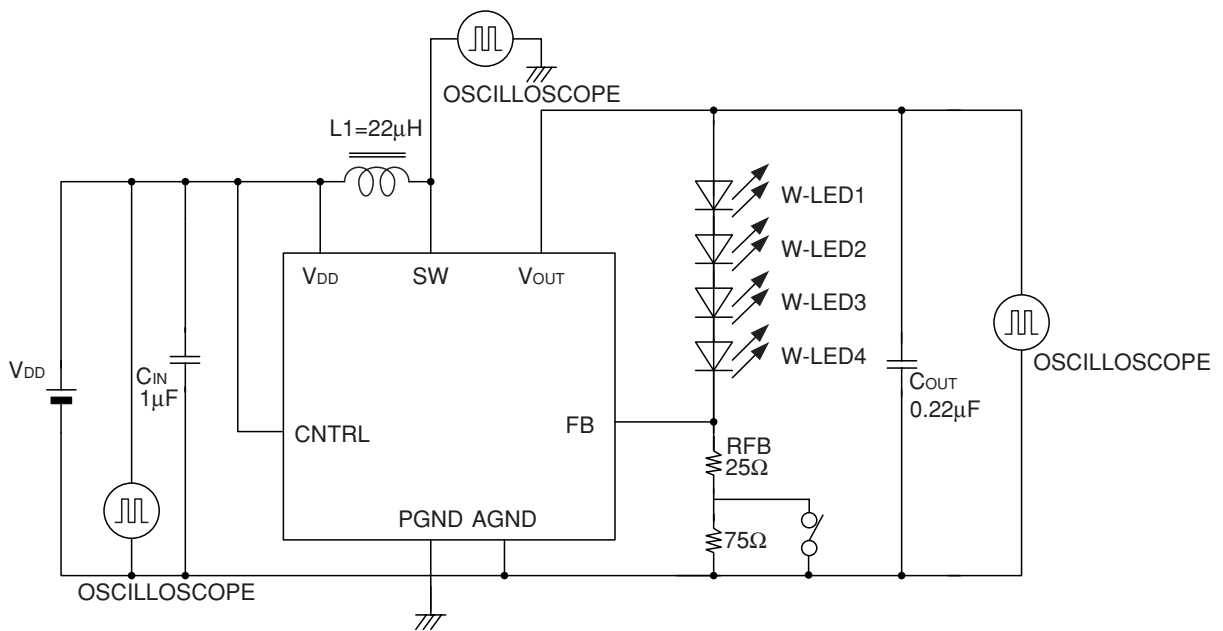 OSCILLOSCOPE
L1=22μH
W-LED1
VDD
SW
VOUT
W-LED2
W-LED3
W-LED4
OSCILLOSCOPE
VDD
CIN
1μF
COUT
0.22μF
CNTRL
FB
RFB
25Ω
PGND AGND
75Ω
OSCILLOSCOPE